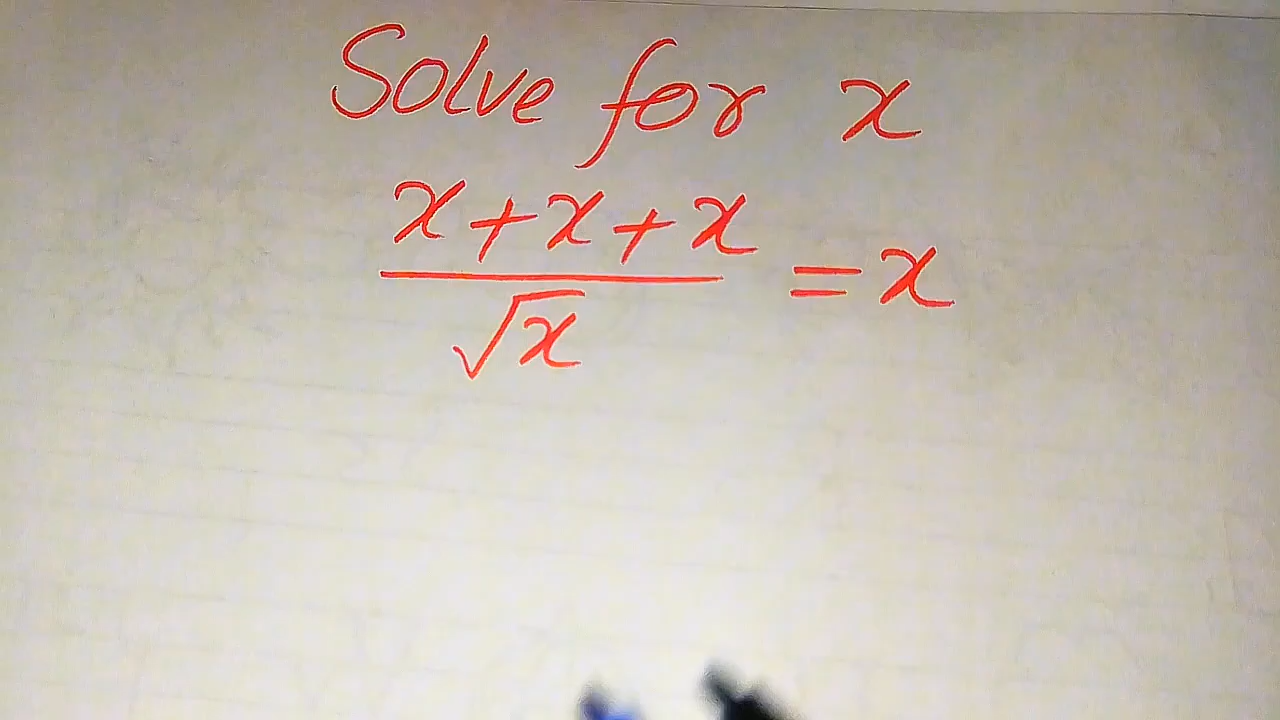 Solve for x
x+x+x/√x = x